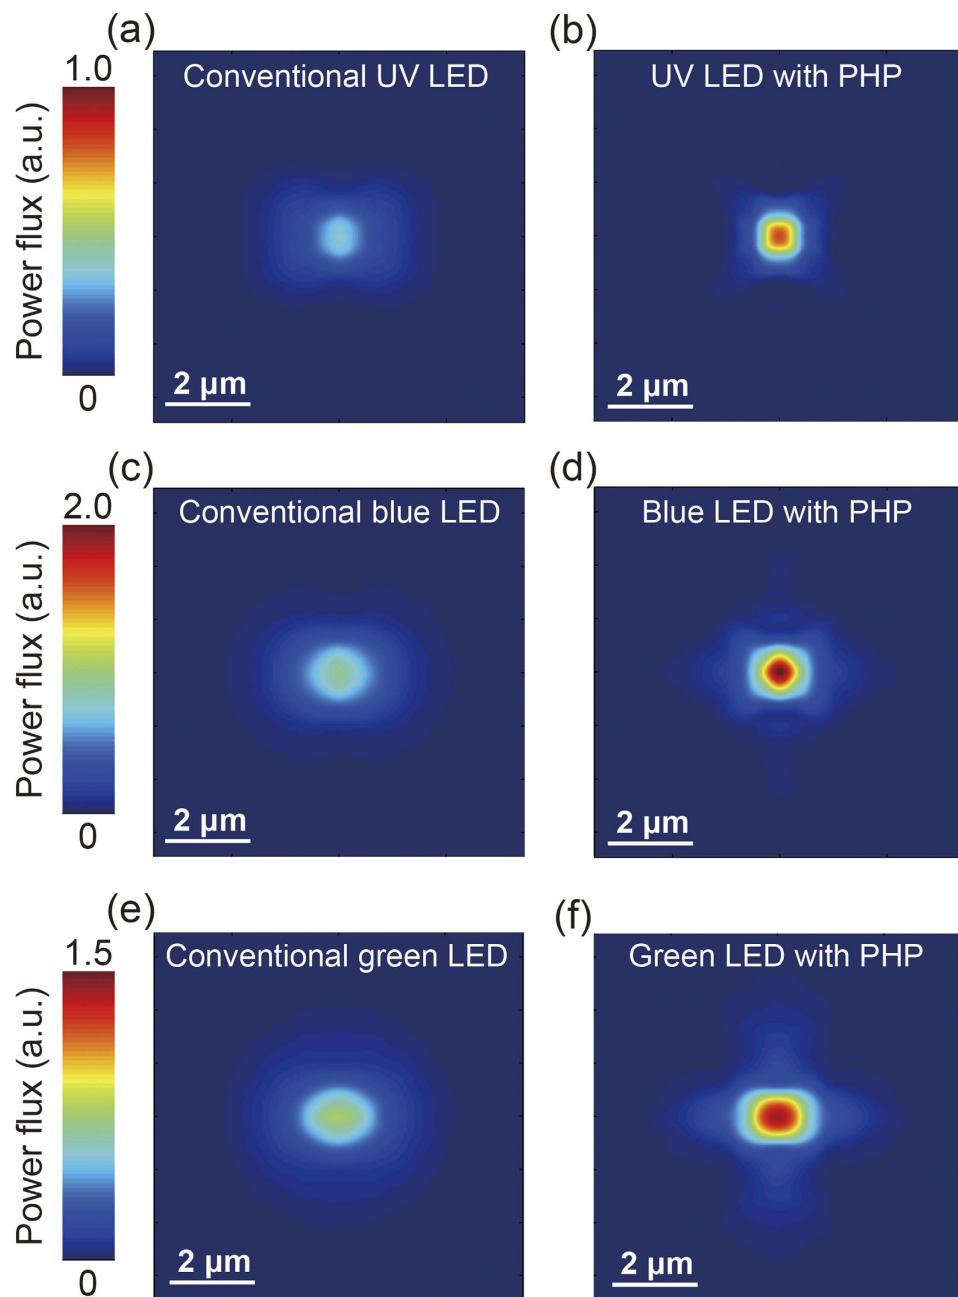 (a)
(b)
1.0
Power flux (a.u.)
0
Conventional UV LED
2 µm
UV LED with PHP
2 µm
(c)
(d)
2.0
Power flux (a.u.)
0
Conventional blue LED
2 µm
Blue LED with PHP
2 µm
(e)
(f)
1.5
Power flux (a.u.)
0
Conventional green LED
2 µm
Green LED with PHP
2 µm